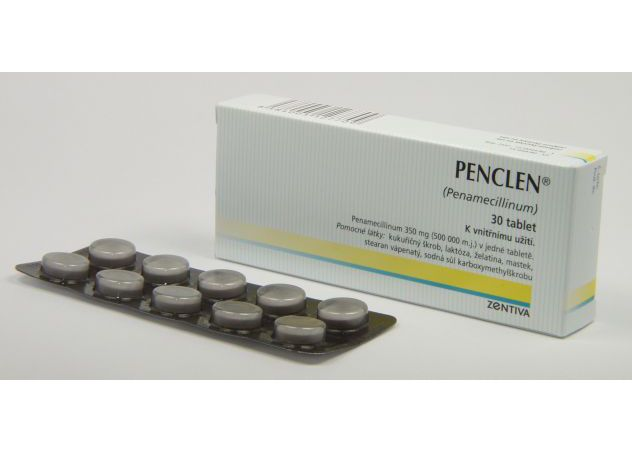 PENCLEN®
(Penamecillinum)
30 tablet
K vnitřnímu užití.
Penamecillinum 350 mg (500 000 m.j.) v jedné tabletě.
Pomocné látky: kukuřičný škrob, laktóza, želatina, mastek,
stearan vápenatý, sodná sůl karboxymethylškrobu
ZENTIVA